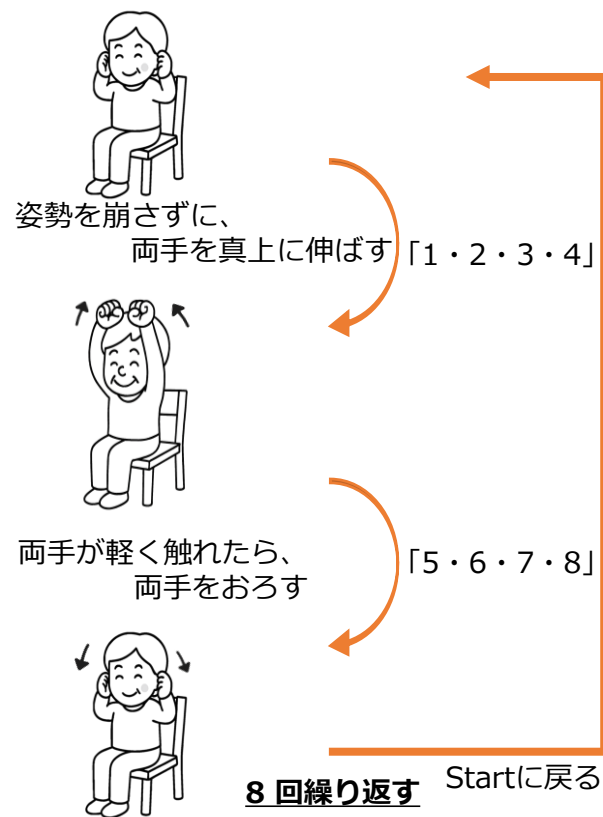 姿勢を崩さずに、
両手を真上に伸ばす
「1・2・3・4」
両手が軽く触れたら、
両手をおろす
「5・6・7・8」
8 回繰り返す
Startに戻る